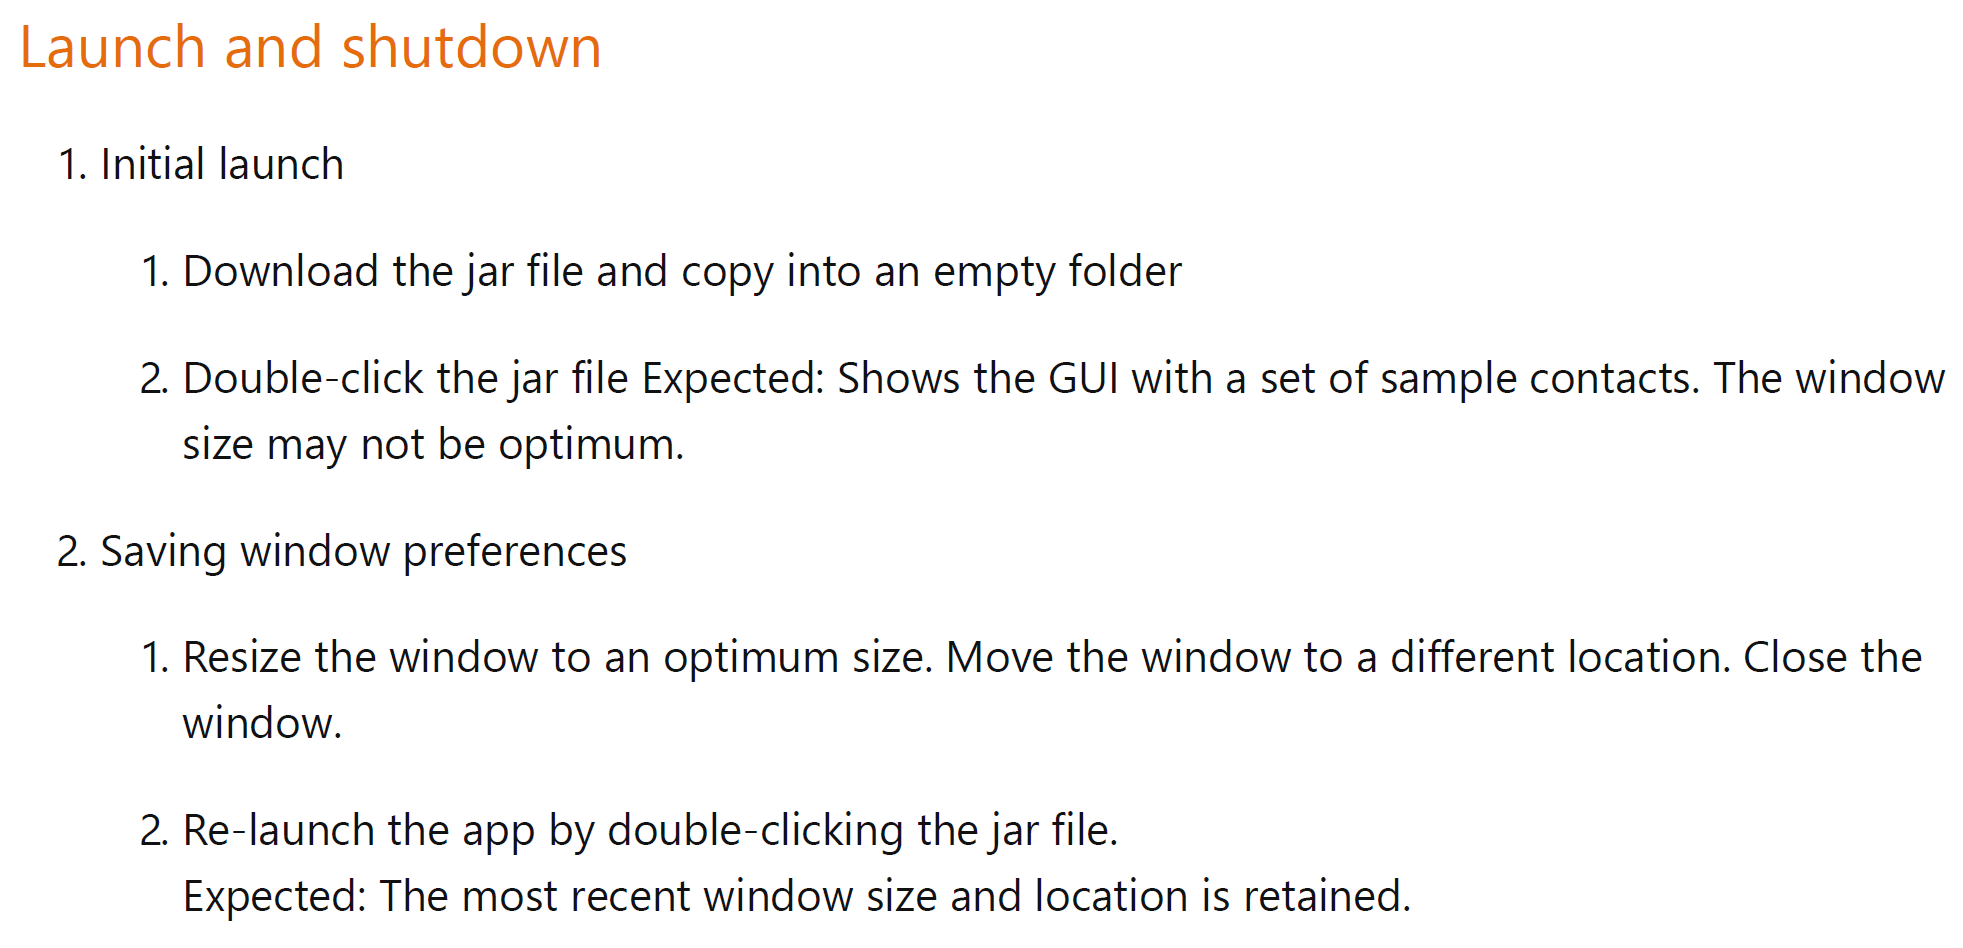 Launch and shutdown
1. Initial launch
1. Download the jar file and copy into an empty folder
2. Double-click the jar file Expected: Shows the GUI with a set of sample contacts. The window
size may not be optimum.
2. Saving window preferences
1. Resize the window to an optimum size. Move the window to a different location. Close the
window.
2. Re-launch the app by double-clicking the jar file.
Expected: The most recent window size and location is retained.